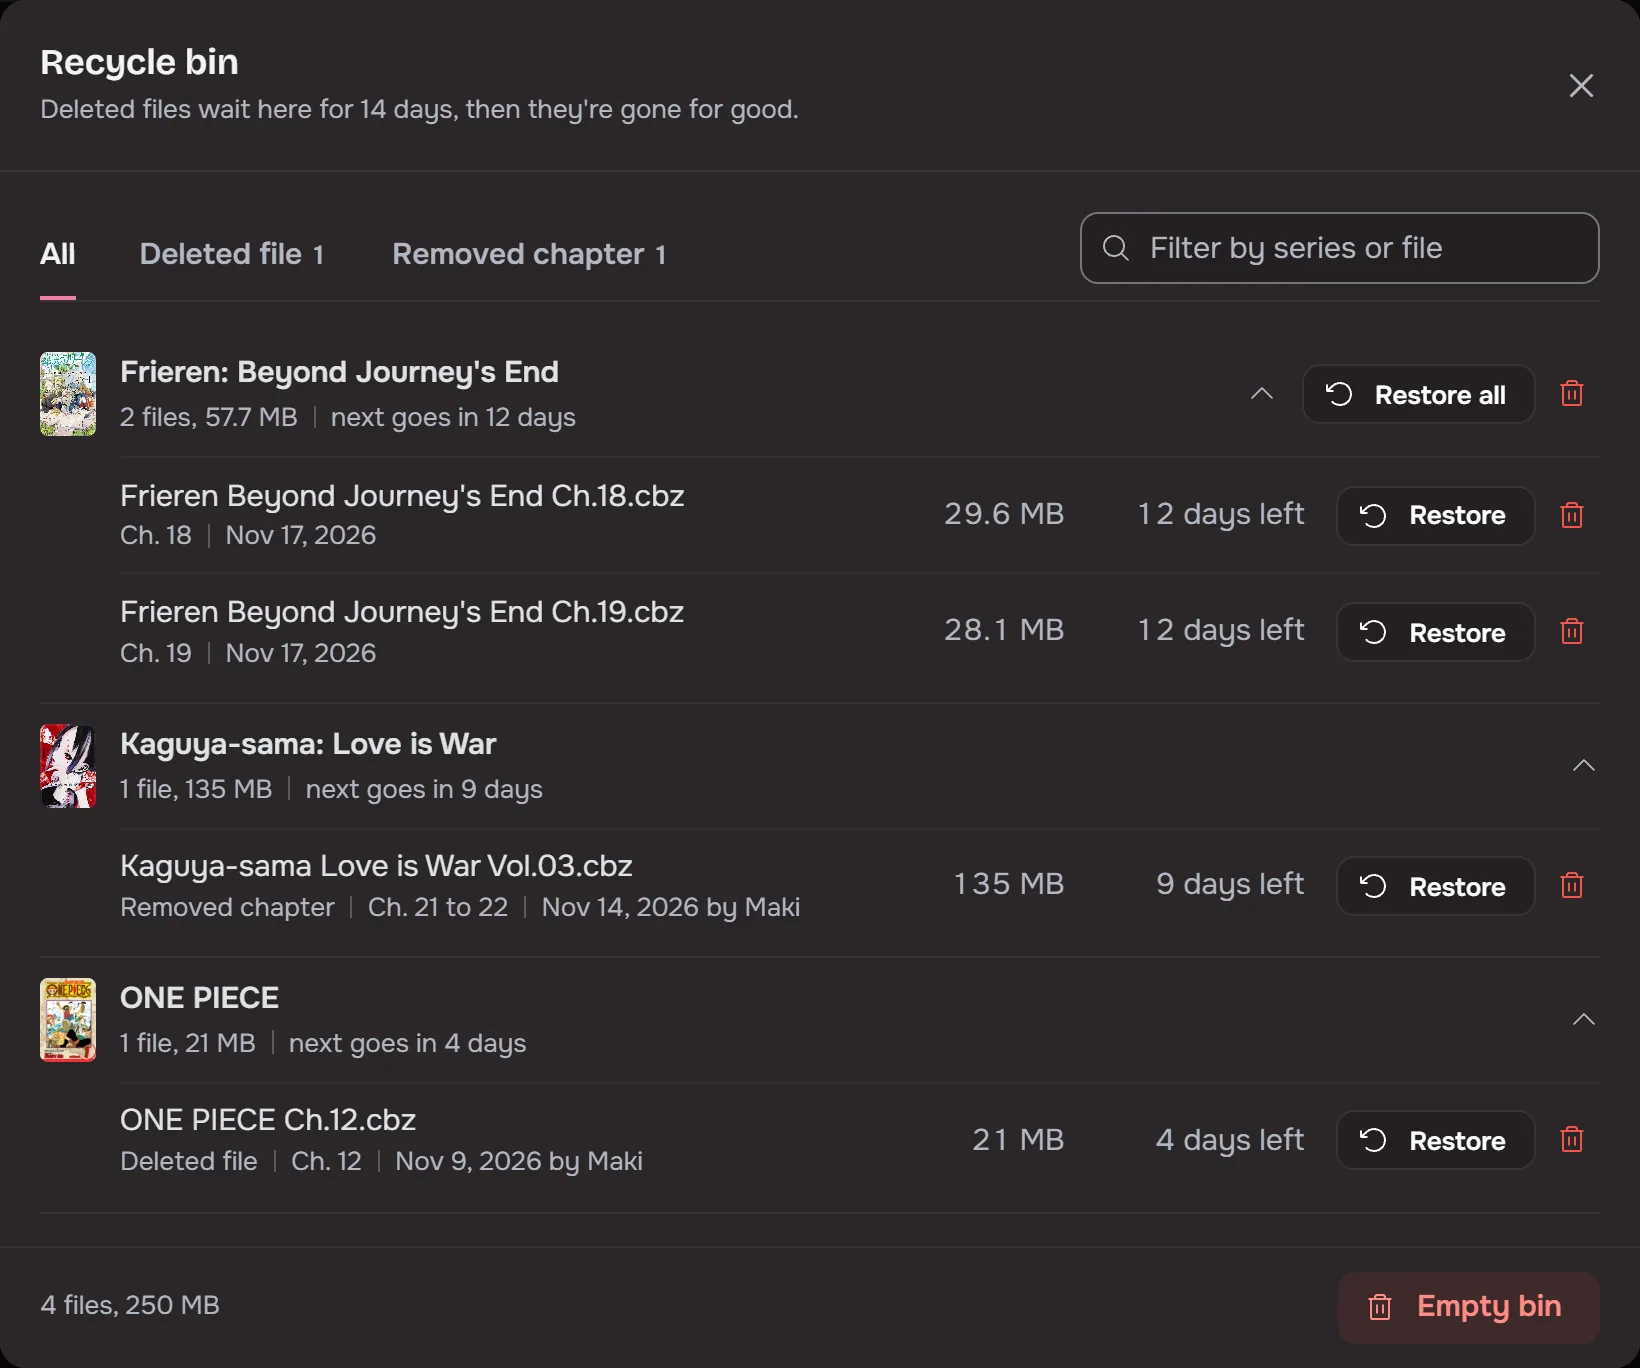 Recycle bin
Deleted files wait here for 14 days, then they're gone for good.
All
Deleted file 1
Removed chapter 1
Filter by series or file
Frieren: Beyond Journey's End
2 files, 57.7 MB | next goes in 12 days
Restore all
Frieren Beyond Journey's End Ch.18.cbz
Ch. 18 | Nov 17, 2026
29.6 MB
12 days left
Restore
Frieren Beyond Journey's End Ch.19.cbz
Ch. 19 | Nov 17, 2026
28.1 MB
12 days left
Restore
Kaguya-sama: Love is War
1 file, 135 MB | next goes in 9 days
Kaguya-sama Love is War Vol.03.cbz
Removed chapter | Ch. 21 to 22 | Nov 14, 2026 by Maki
135 MB
9 days left
Restore
ONE PIECE
ONE PIECE
1 file, 21 MB | next goes in 4 days
ONE PIECE Ch.12.cbz
Deleted file | Ch. 12 | Nov 9, 2026 by Maki
21 MB
4 days left
Restore
4 files, 250 MB
Empty bin